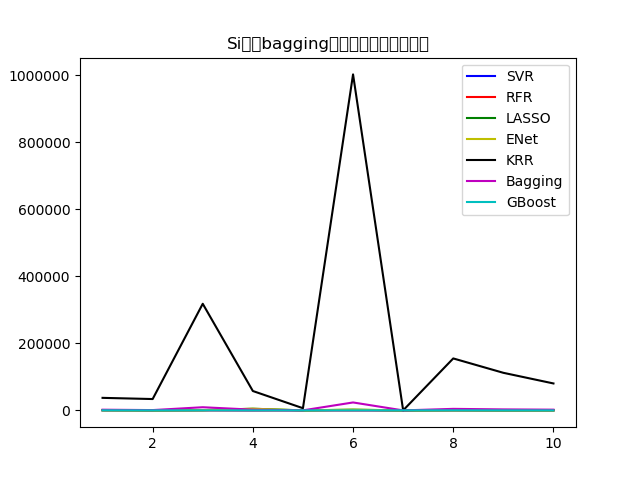 Si bagging
1000000
800000
600000
400000
200000
0
2 4 6 8 10
SVR
RFR
LASSO
ENet
KRR
Bagging
GBoost